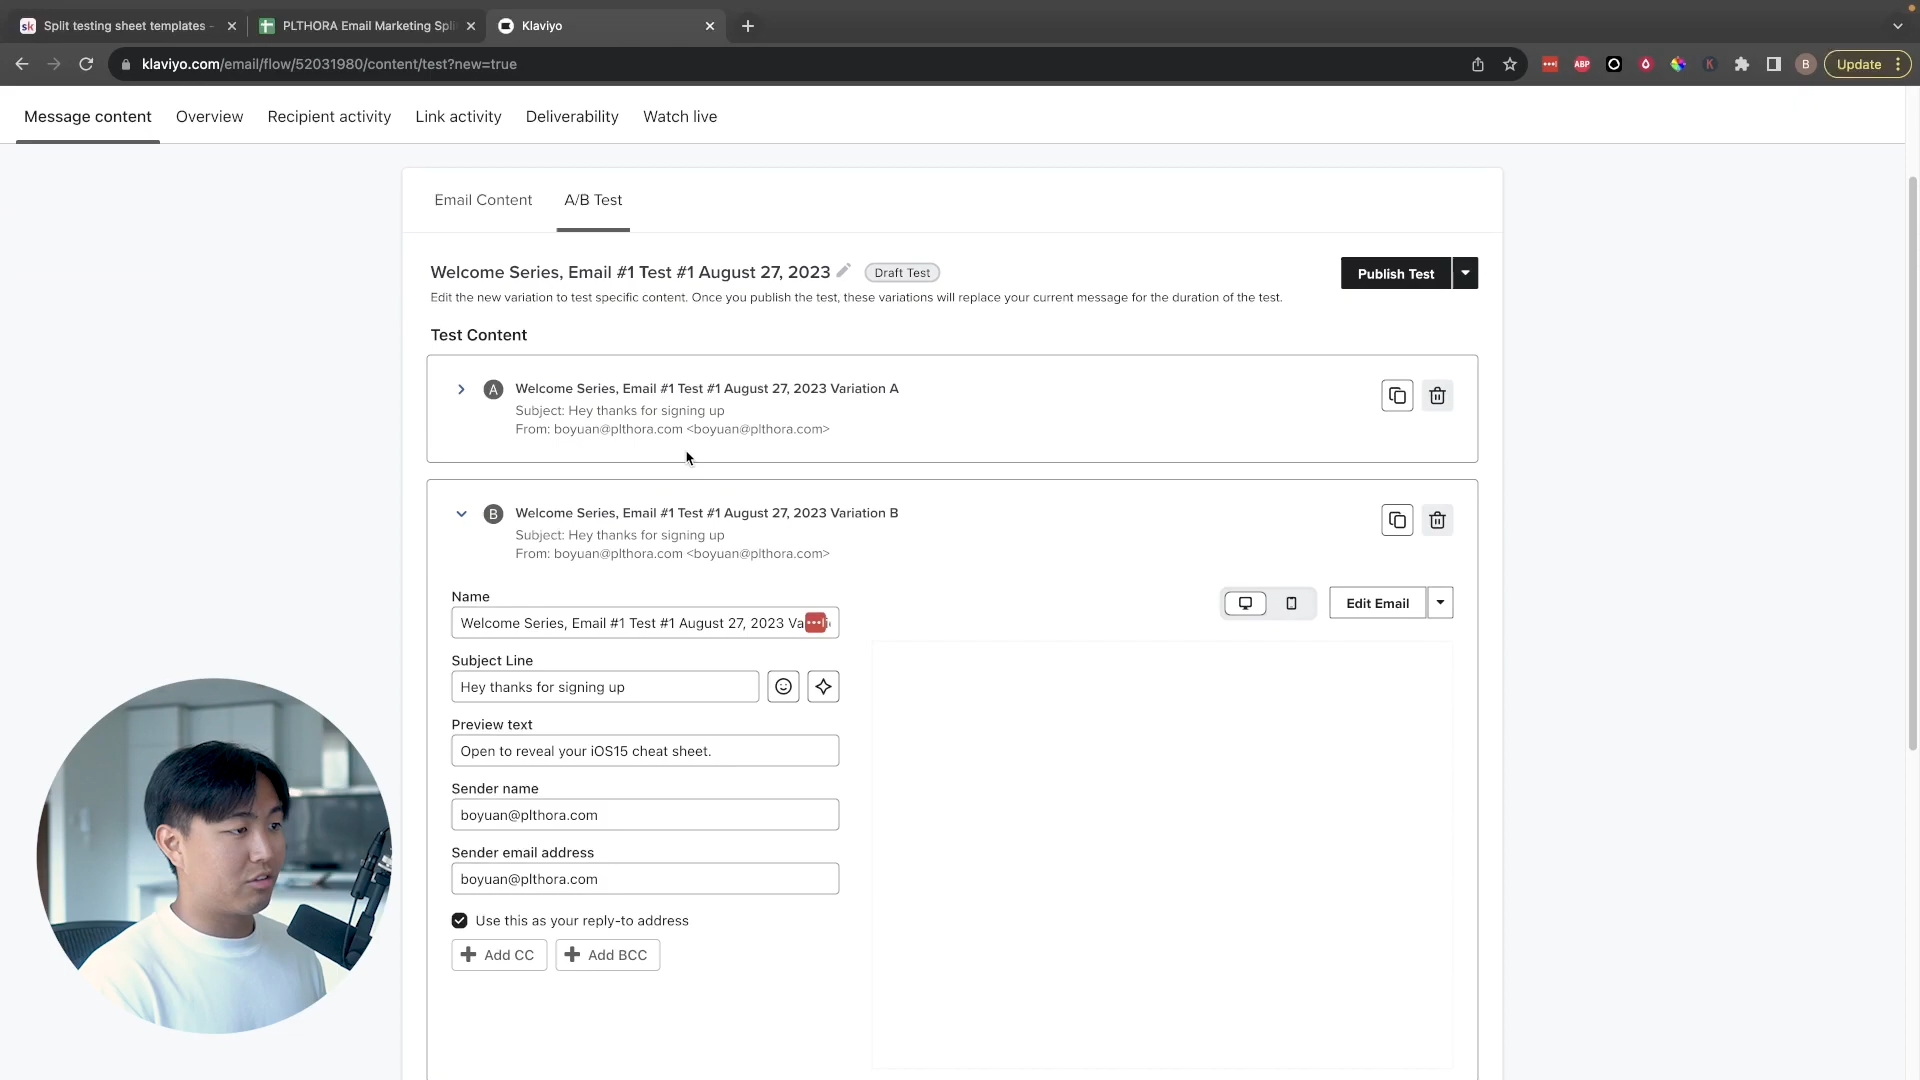 Split testing sheet templates -
PLTHORA Email Marketing Spli
Klaviyo
klaviyo.com/email/flow/52031980/content/test?new=true
ABP
K
B
Update
Message content
Overview
Recipient activity
Link activity
Deliverability
Watch live
Email Content
A/B Test
Welcome Series, Email #1 Test #1 August 27, 2023
Draft Test
Publish Test
Edit the new variation to test specific content. Once you publish the test, these variations will replace your current message for the duration of the test.
Test Content
A
Welcome Series, Email #1 Test #1 August 27, 2023 Variation A
Subject: Hey thanks for signing up
From: boyuan@plthora.com <boyuan@plthora.com>
B
Welcome Series, Email #1 Test #1 August 27, 2023 Variation B
Subject: Hey thanks for signing up
From: boyuan@plthora.com <boyuan@plthora.com>
Name
Edit Email
Welcome Series, Email #1 Test #1 August 27, 2023 Va
Subject Line
Hey thanks for signing up
Preview text
Open to reveal your iOS15 cheat sheet.
Sender name
boyuan@plthora.com
Sender email address
boyuan@plthora.com
Use this as your reply-to address
Add CC
Add BCC